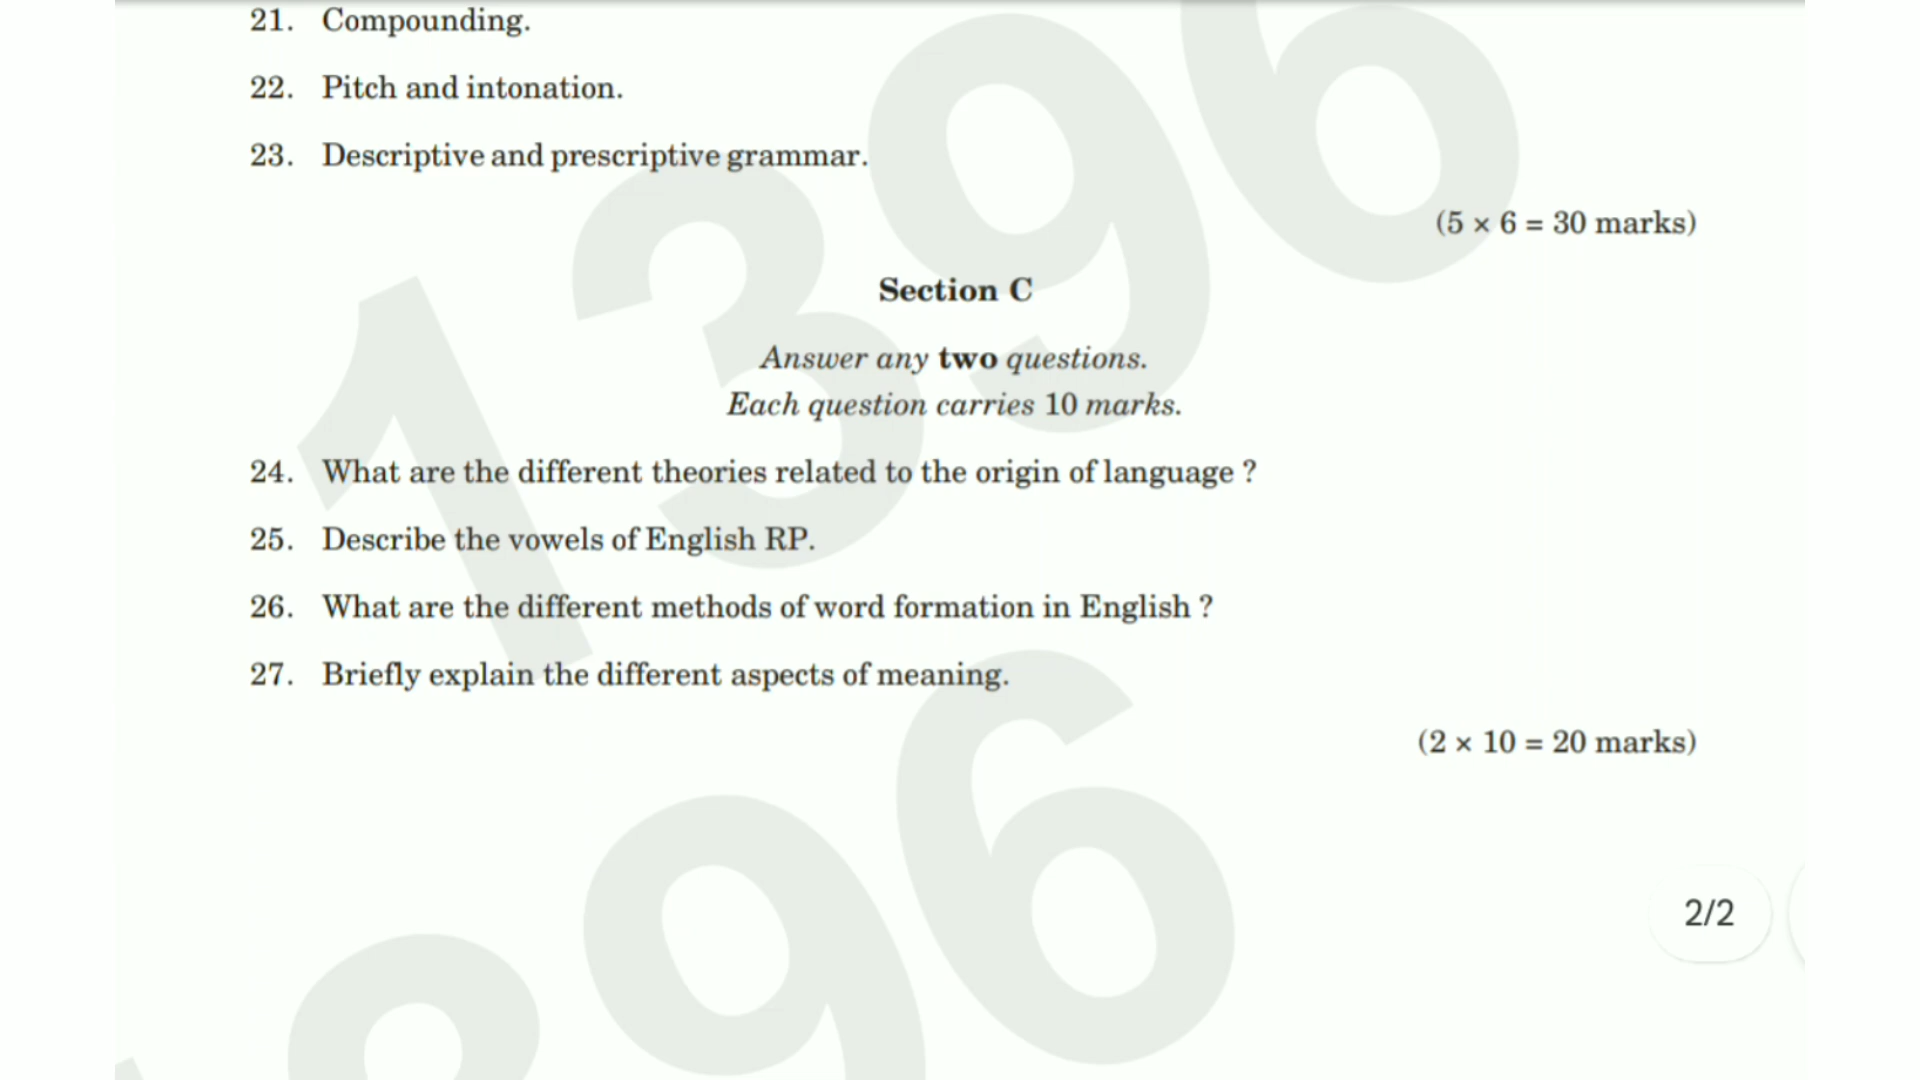 21. Compounding.
22. Pitch and intonation.
23. Descriptive and prescriptive grammar.
(5 × 6 = 30 marks)
Section C
Answer any two questions.
Each question carries 10 marks.
24. What are the different theories related to the origin of language ?
25. Describe the vowels of English RP.
26. What are the different methods of word formation in English ?
27. Briefly explain the different aspects of meaning.
(2 × 10 = 20 marks)
2/2
1396
1396